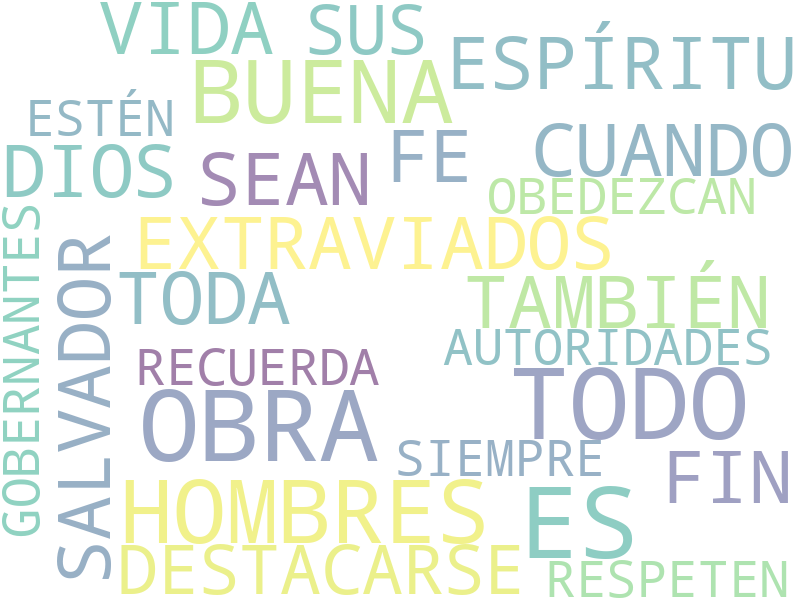 VIDA SUS
ESPÍRITU
BUENA
ESTÉN
FE
CUANDO
DIOS
SEAN
OBEDEZCAN
GOBERNANTES
EXTRAVIADOS
SALVADOR
TODA
TAMBIÉN
AUTORIDADES
RECUERDA
TODO
OBRA
SIEMPRE
FIN
HOMBRES
ES
DESTACARSE
RESPETEN